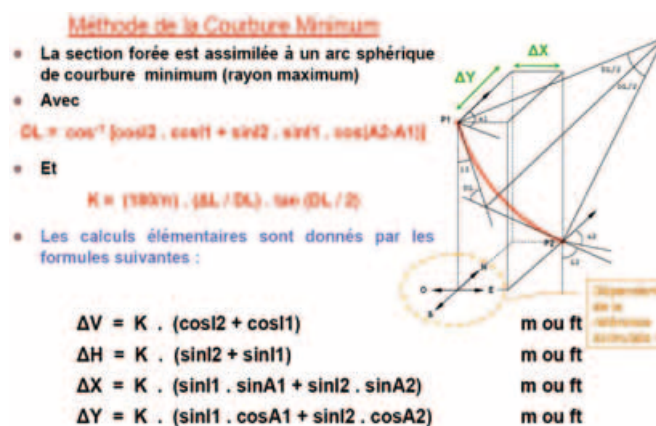 Méthode de la Courbure Minimum
La section forée est assimilée à un arc sphérique
de courbure minimum (rayon maximum)
Avec
DL = cos⁻¹ [cosI2 . cosI1 + sinI2 . sinI1 . cos(A2-A1)]
Et
K = (180/π) . (ΔL / DL) . tan (DL / 2)
Les calculs élémentaires sont donnés par les
formules suivantes :
ΔV = K . (cosI2 + cosI1) m ou ft
ΔH = K . (sinI2 + sinI1) m ou ft
ΔX = K . (sinI1 . sinA1 + sinI2 . sinA2) m ou ft
ΔY = K . (sinI1 . cosA1 + sinI2 . cosA2) m ou ft
ΔX
ΔY
DL/2
DL/2
P1
DL
P2
N
O
E
S